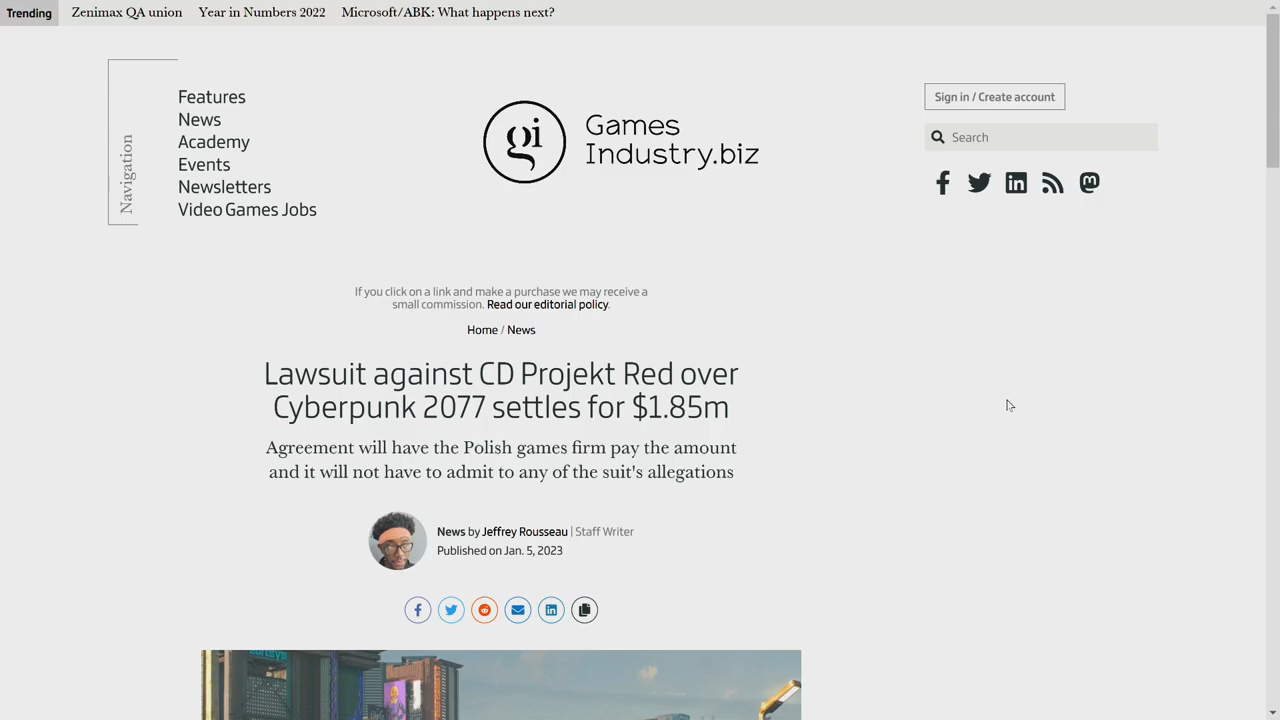 Trending Zenimax QA union Year in Numbers 2022 Microsoft/ABK: What happens next?
Navigation
Features
News
Academy
Events
Newsletters
Video Games Jobs
gi
Games
Industry.biz
Sign in / Create account
Search
If you click on a link and make a purchase we may receive a
small commission. Read our editorial policy.
Home / News
Lawsuit against CD Projekt Red over
Cyberpunk 2077 settles for $1.85m
Agreement will have the Polish games firm pay the amount
and it will not have to admit to any of the suit's allegations
News by Jeffrey Rousseau | Staff Writer
Published on Jan. 5, 2023